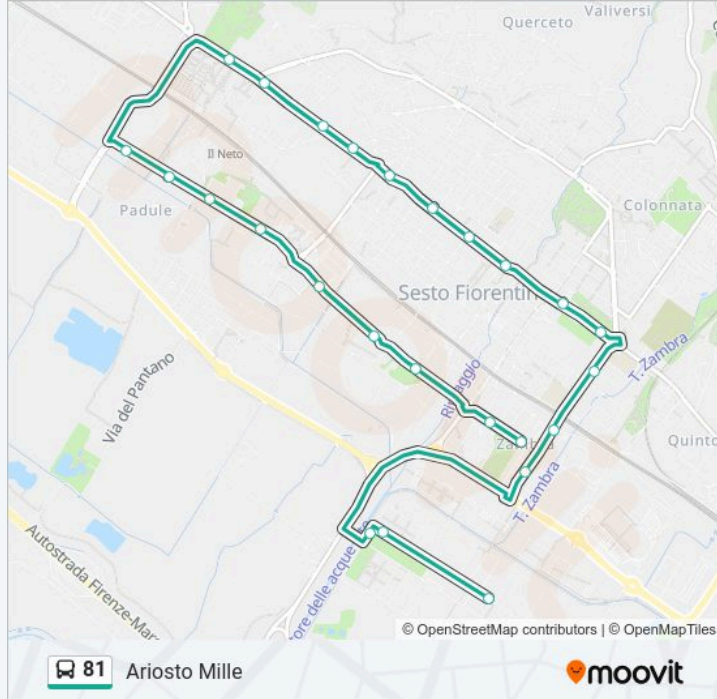 Valiversi
Querceto
Il Neto
Padule
Colonnata
Sesto Fiorentin
T. Zambra
Rimaggio
Via del Pantano
Quinto
Zambra
T. Zambra
ore delle acque
Autostrada Firenze-Mar
© OpenStreetMap contributors | © OpenMapTiles
81 Ariosto Mille
moovit